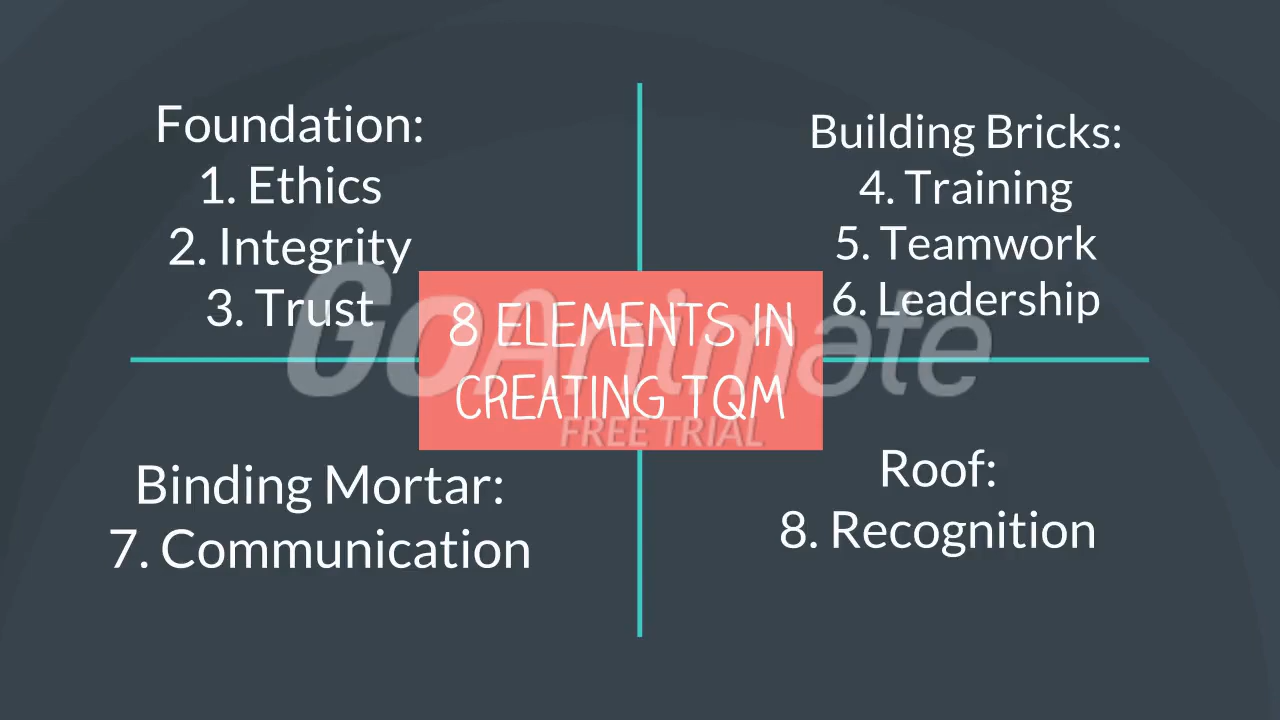 Foundation:
1. Ethics
2. Integrity
3. Trust
Building Bricks:
4. Training
5. Teamwork
6. Leadership
8 ELEMENTS IN
CREATING TQM
GoAnimate
FREE TRIAL
Binding Mortar:
7. Communication
Roof:
8. Recognition